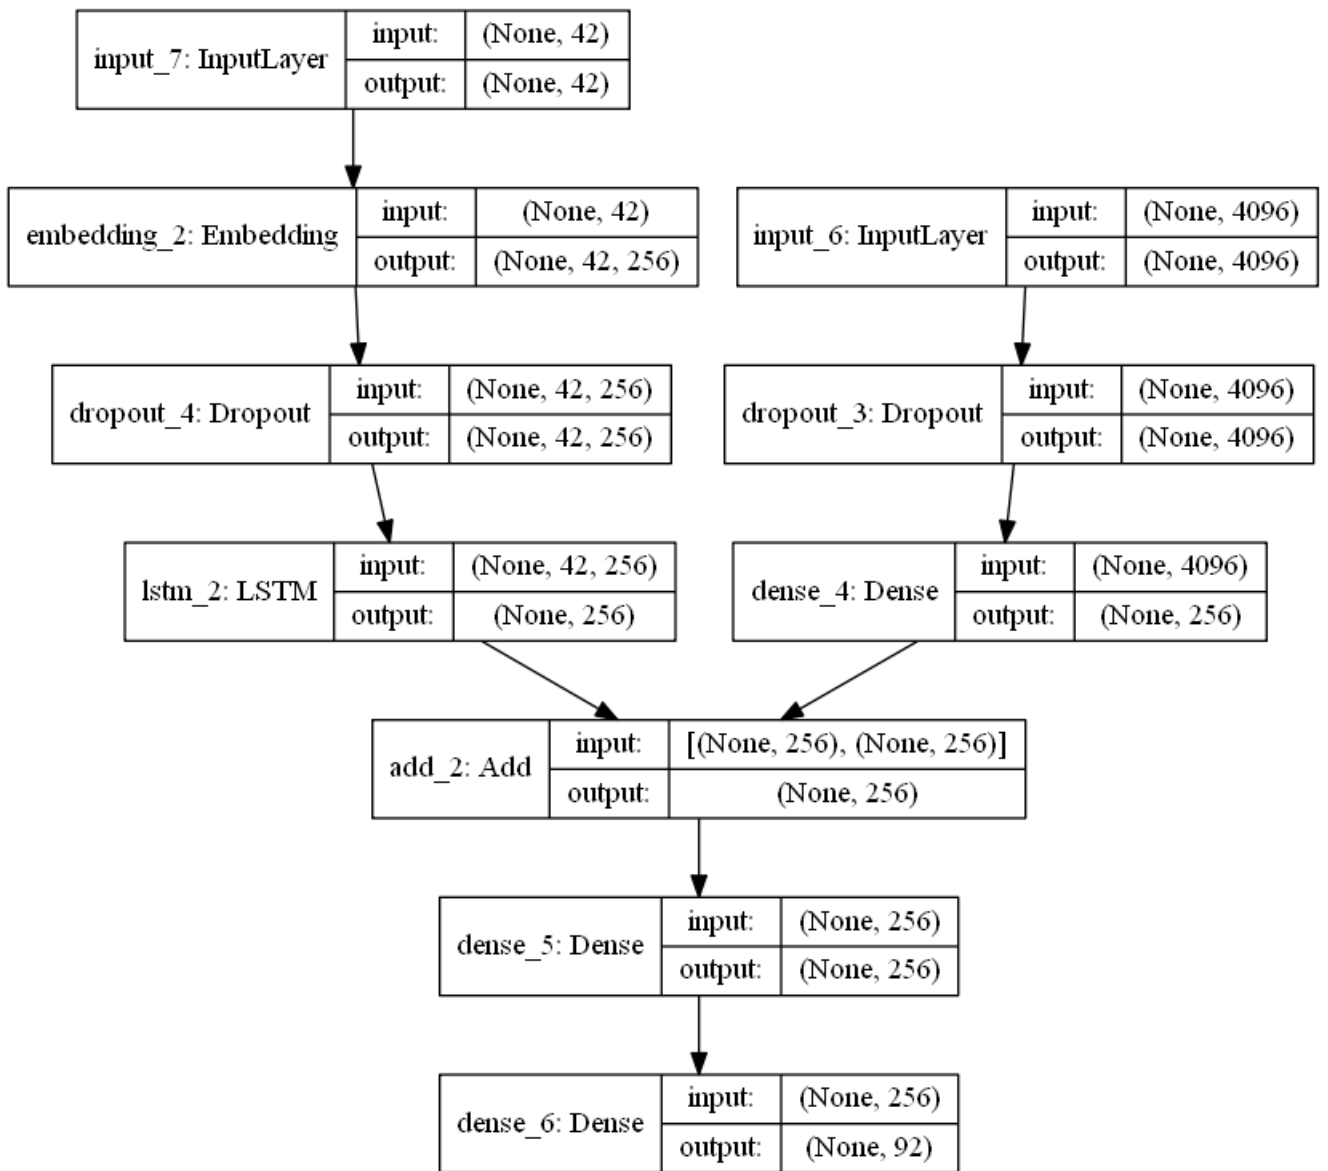 input_7: InputLayer
input: (None, 42)
output: (None, 42)
embedding_2: Embedding
input: (None, 42)
output: (None, 42, 256)
input_6: InputLayer
input: (None, 4096)
output: (None, 4096)
dropout_4: Dropout
input: (None, 42, 256)
output: (None, 42, 256)
dropout_3: Dropout
input: (None, 4096)
output: (None, 4096)
lstm_2: LSTM
input: (None, 42, 256)
output: (None, 256)
dense_4: Dense
input: (None, 4096)
output: (None, 256)
add_2: Add
input: [(None, 256), (None, 256)]
output: (None, 256)
dense_5: Dense
input: (None, 256)
output: (None, 256)
dense_6: Dense
input: (None, 256)
output: (None, 92)